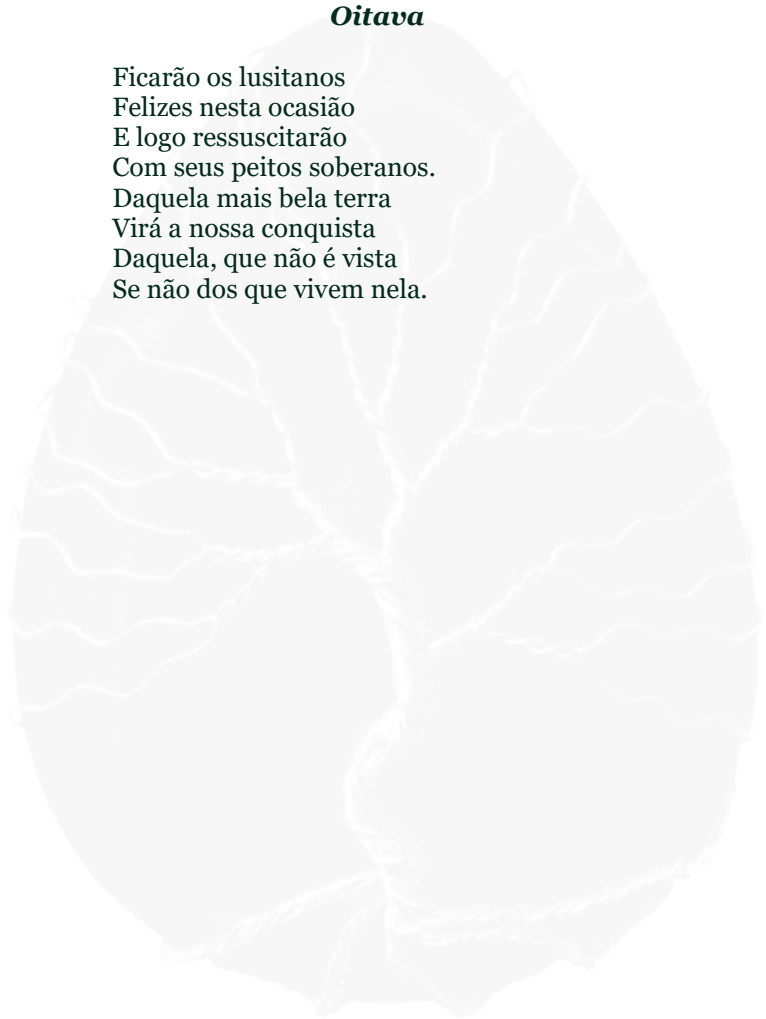 Oitava
Ficarão os lusitanos
Felizes nesta ocasião
E logo ressuscitarão
Com seus peitos soberanos.
Daquela mais bela terra
Virá a nossa conquista
Daquela, que não é vista
Se não dos que vivem nela.